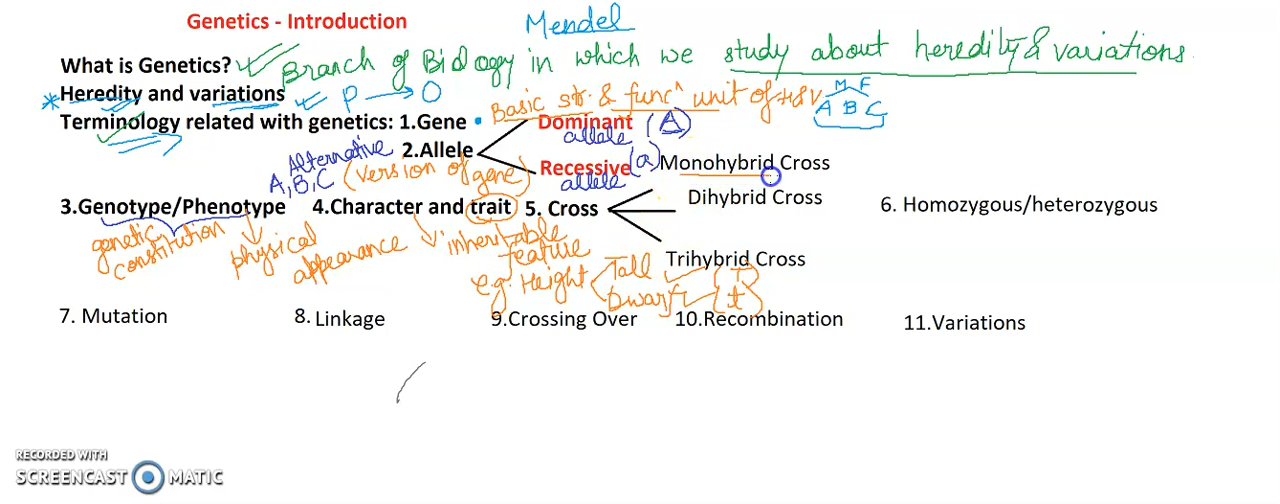 Genetics - Introduction Mendel
What is Genetics? Branch of Biology in which we study about heredity & variations.
* Heredity and variations P → O Basic str. & funcⁿ unit of H&V M F
A B C
Terminology related with genetics: 1.Gene Dominant allele (A)
Alternative 2.Allele Recessive allele (a) Monohybrid Cross
A, B, C (version of gene)
Dihybrid Cross
3.Genotype/Phenotype 4.Character and trait 5. Cross 6. Homozygous/heterozygous
genetic constitution physical appearance inheritable feature
Trihybrid Cross
e.g. Height Tall (T)
Dwarf (t)
7. Mutation 8. Linkage 9.Crossing Over 10.Recombination 11.Variations
RECORDED WITH
SCREENCAST MATIC